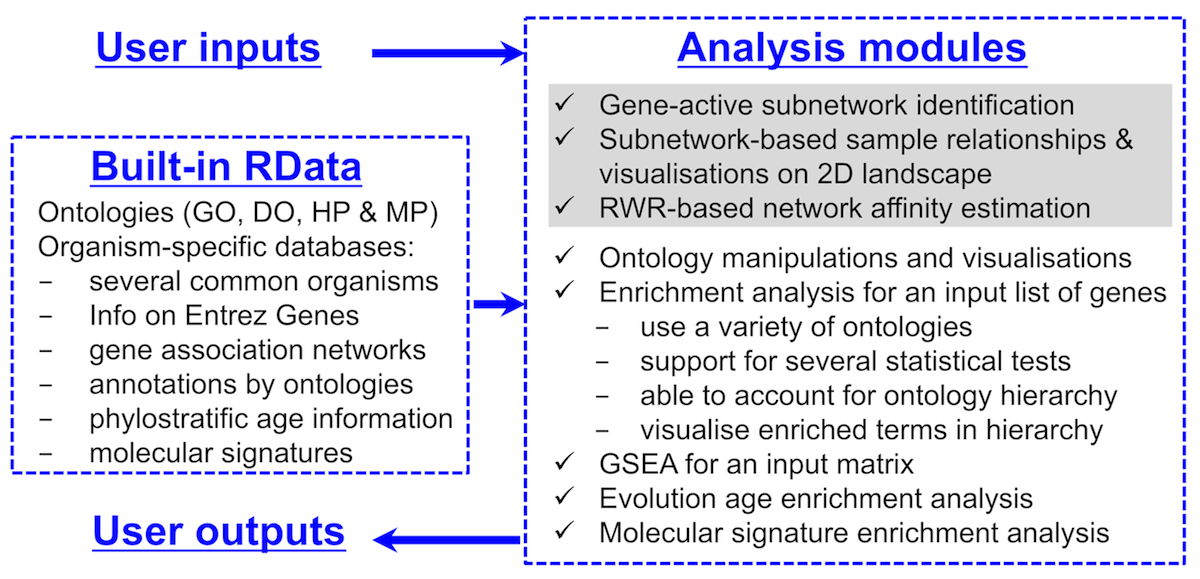 User inputs
Built-in RData
Ontologies (GO, DO, HP & MP)
Organism-specific databases:
– several common organisms
– Info on Entrez Genes
– gene association networks
– annotations by ontologies
– phylostratific age information
– molecular signatures
User outputs
Analysis modules
✓ Gene-active subnetwork identification
✓ Subnetwork-based sample relationships &
visualisations on 2D landscape
✓ RWR-based network affinity estimation
✓ Ontology manipulations and visualisations
✓ Enrichment analysis for an input list of genes
– use a variety of ontologies
– support for several statistical tests
– able to account for ontology hierarchy
– visualise enriched terms in hierarchy
✓ GSEA for an input matrix
✓ Evolution age enrichment analysis
✓ Molecular signature enrichment analysis